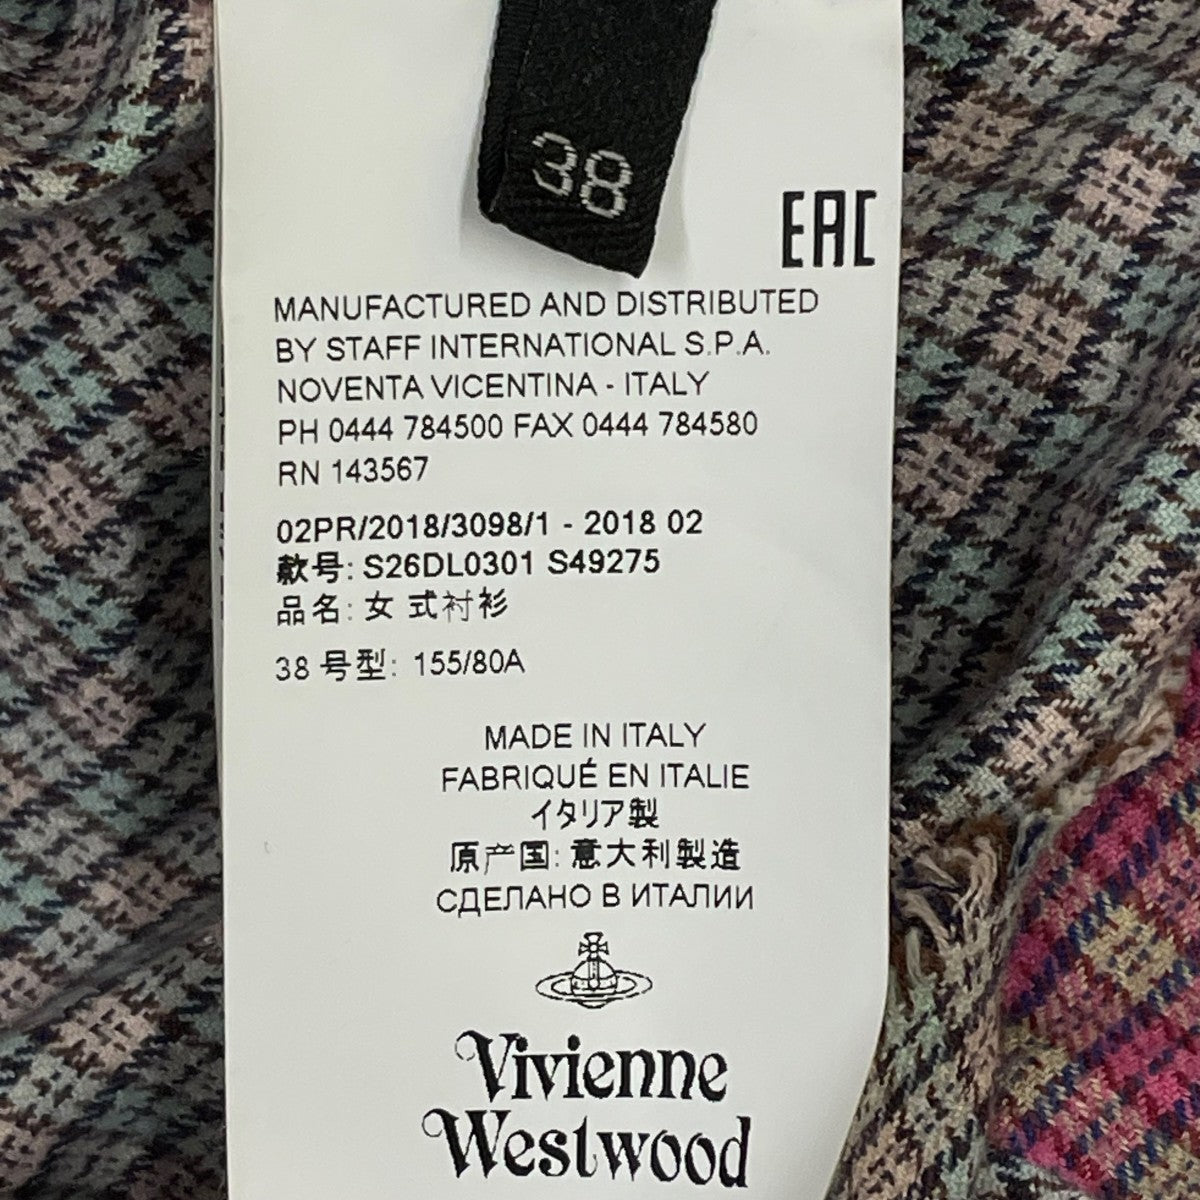 38
EAC
MANUFACTURED AND DISTRIBUTED
BY STAFF INTERNATIONAL S.P.A.
NOVENTA VICENTINA - ITALY
PH 0444 784500 FAX 0444 784580
RN 143567
02PR/2018/3098/1 - 2018 02
款号: S26DL0301 S49275
品名: 女 式衬衫
38 号型: 155/80A
MADE IN ITALY
FABRIQUÉ EN ITALIE
イタリア製
原产国: 意大利製造
СДЕЛАНО В ИТАЛИИ
Vivienne
Westwood